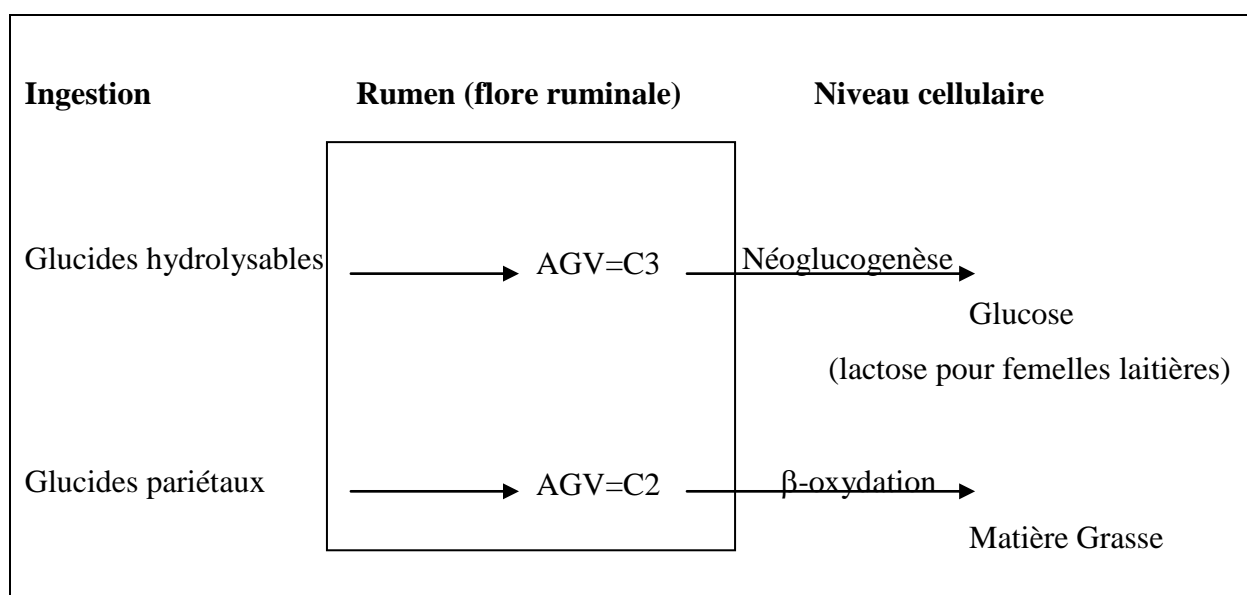 Ingestion Rumen (flore ruminale) Niveau cellulaire
Glucides hydrolysables AGV=C3 Néoglucogenèse
Glucose
(lactose pour femelles laitières)
Glucides pariétaux AGV=C2 β-oxydation
Matière Grasse